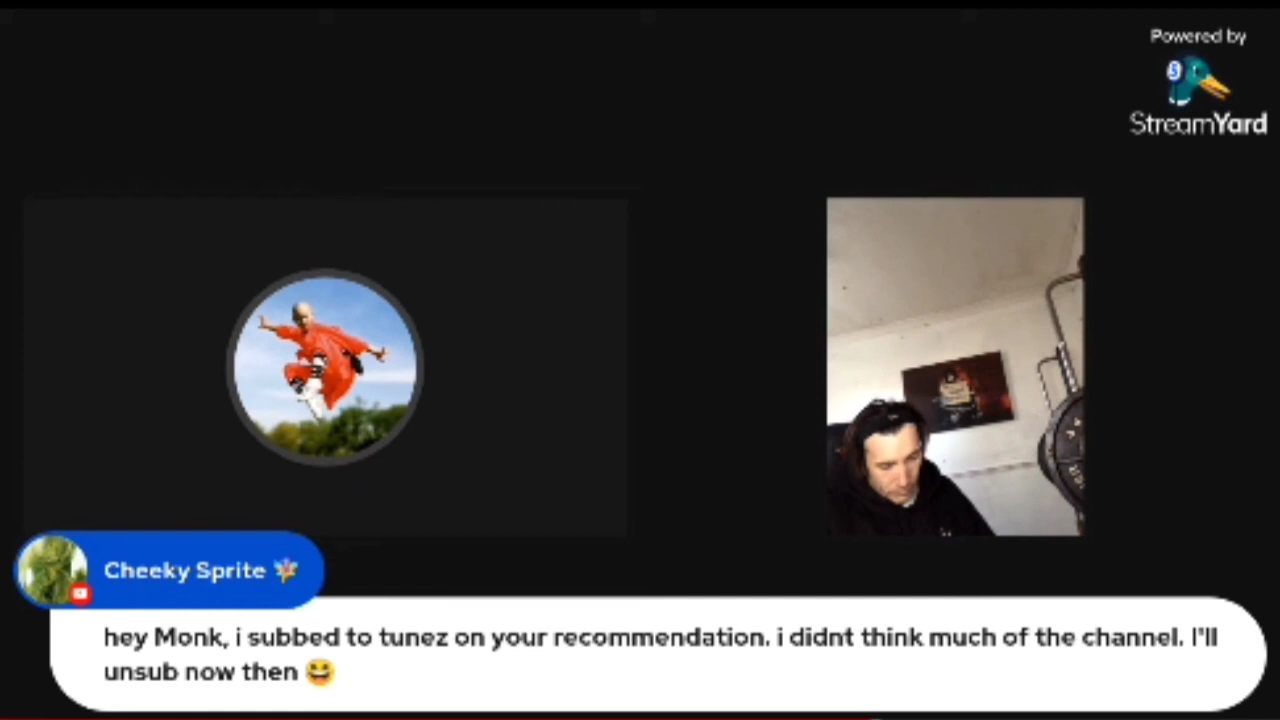 Powered by
StreamYard
Cheeky Sprite 🧚
hey Monk, i subbed to tunez on your recommendation. i didnt think much of the channel. I'll
unsub now then 😆